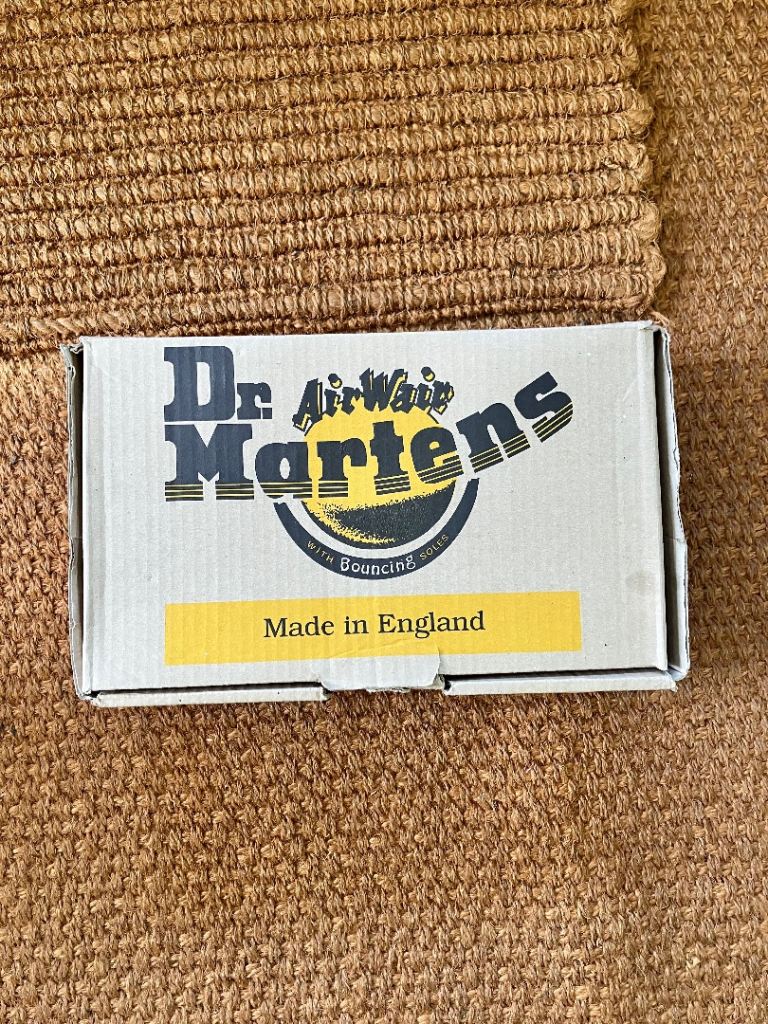 Dr.
AirWair
Martens
WITH Bouncing SOLES
Made in England